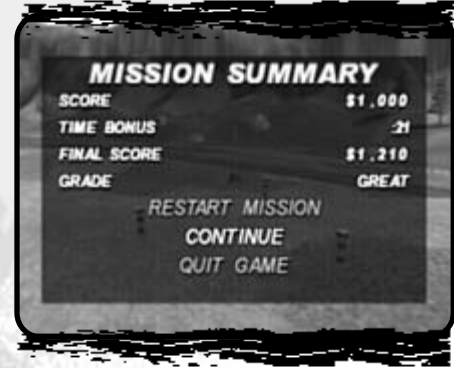 MISSION SUMMARY
SCORE $1,000
TIME BONUS :21
FINAL SCORE $1,210
GRADE GREAT
RESTART MISSION
CONTINUE
QUIT GAME